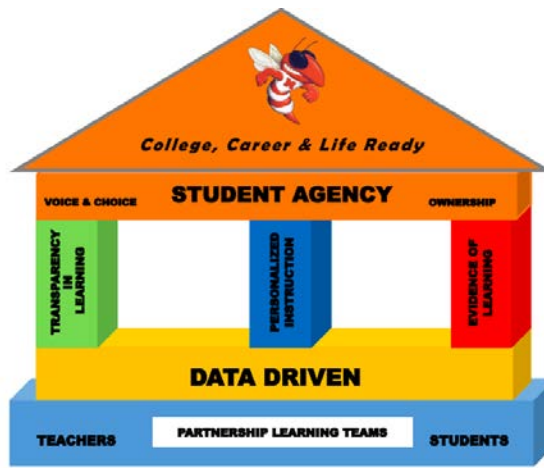 College, Career & Life Ready
VOICE & CHOICE
STUDENT AGENCY
OWNERSHIP
TRANSPARENCY
IN
LEARNING
PERSONALIZED
INSTRUCTION
EVIDENCE OF
LEARNING
DATA DRIVEN
TEACHERS
PARTNERSHIP LEARNING TEAMS
STUDENTS